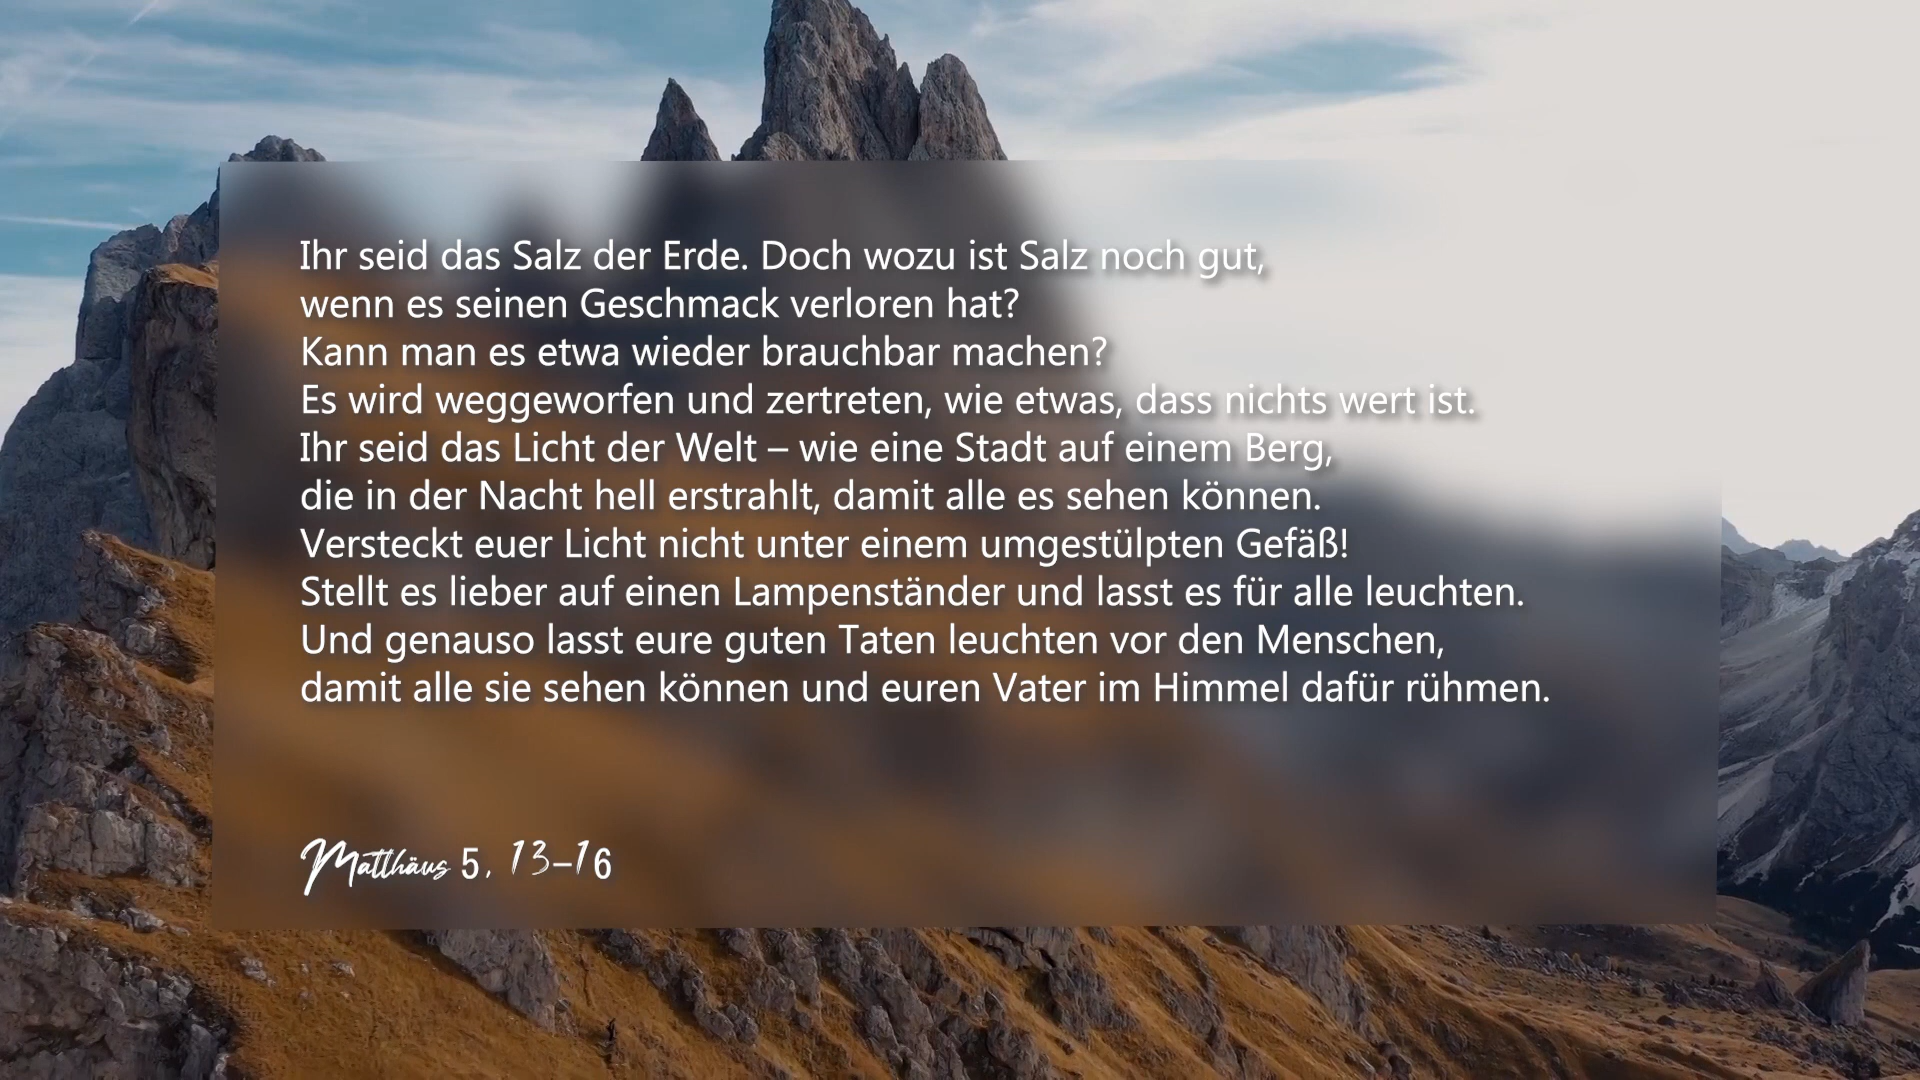 Ihr seid das Salz der Erde. Doch wozu ist Salz noch gut,
wenn es seinen Geschmack verloren hat?
Kann man es etwa wieder brauchbar machen?
Es wird weggeworfen und zertreten, wie etwas, dass nichts wert ist.
Ihr seid das Licht der Welt – wie eine Stadt auf einem Berg,
die in der Nacht hell erstrahlt, damit alle es sehen können.
Versteckt euer Licht nicht unter einem umgestülpten Gefäß!
Stellt es lieber auf einen Lampenständer und lasst es für alle leuchten.
Und genauso lasst eure guten Taten leuchten vor den Menschen,
damit alle sie sehen können und euren Vater im Himmel dafür rühmen.
Matthäus 5, 13–16